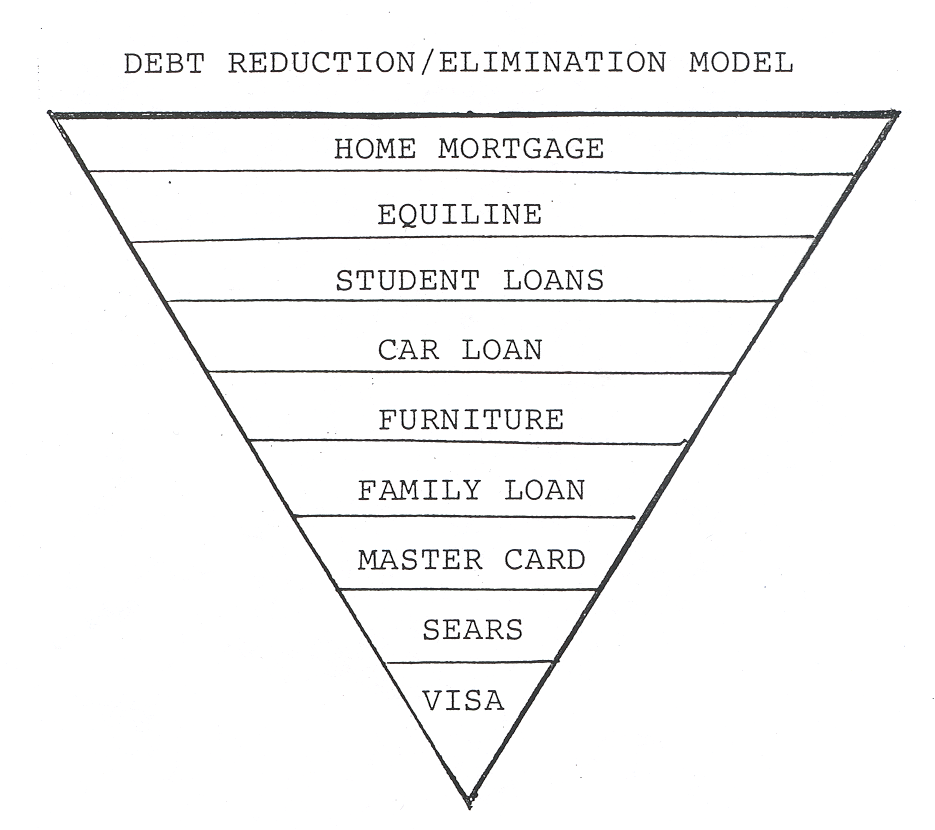 DEBT REDUCTION/ELIMINATION MODEL
HOME MORTGAGE
EQUILINE
STUDENT LOANS
CAR LOAN
FURNITURE
FAMILY LOAN
MASTER CARD
SEARS
VISA